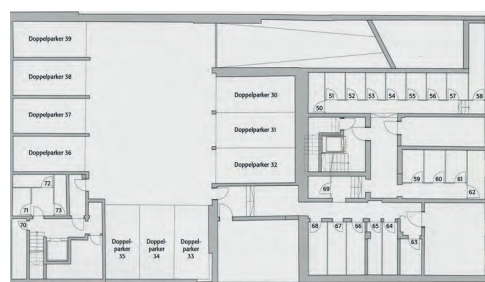 Doppelparker 39
Doppelparker 38
Doppelparker 37
Doppelparker 36
Doppelparker 30
Doppelparker 31
Doppelparker 32
50 51 52 53 54 55 56 57 58
59 60 61 62
72
71 73
70
69
68 67 66 65 64
63
Doppel- Doppel- Doppel-
parker parker parker
35 34 33